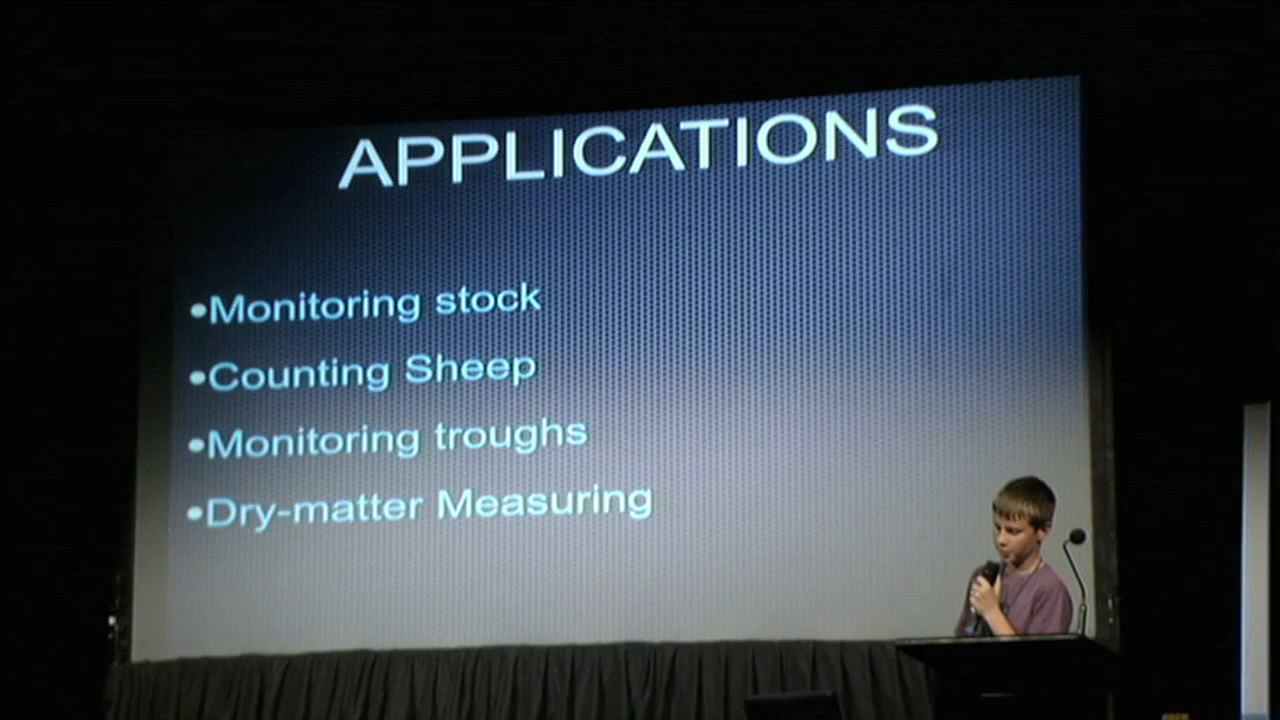 APPLICATIONS
•Monitoring stock
•Counting Sheep
•Monitoring troughs
•Dry-matter Measuring